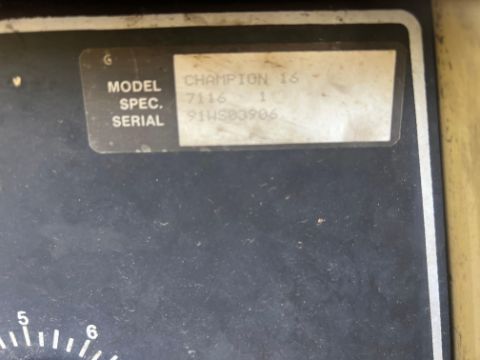 G
MODEL CHAMPION 16
SPEC. 7116 1
SERIAL 91WS03906
5 6